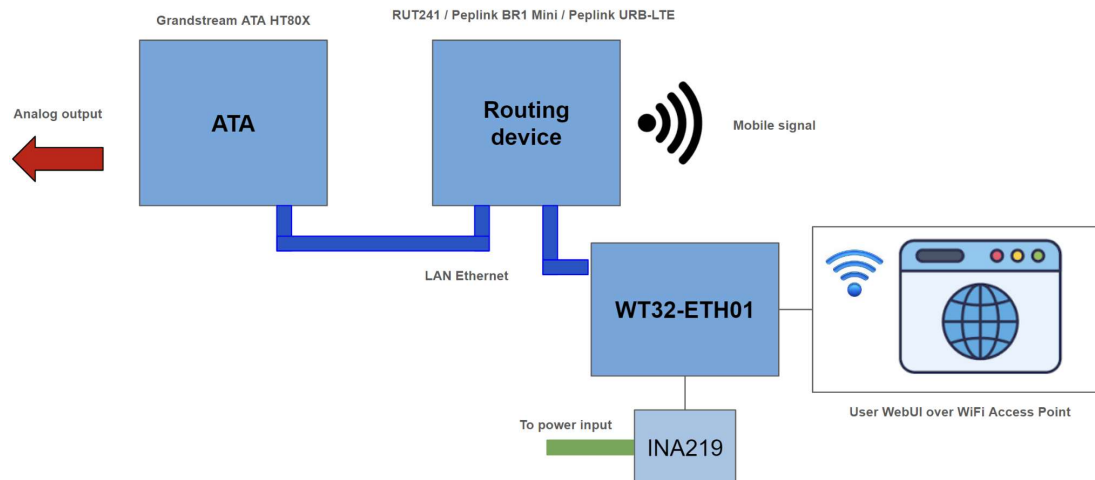 Grandstream ATA HT80X
RUT241 / Peplink BR1 Mini / Peplink URB-LTE
Analog output
ATA
Routing
device
Mobile signal
LAN Ethernet
WT32-ETH01
User WebUI over WiFi Access Point
To power input
INA219